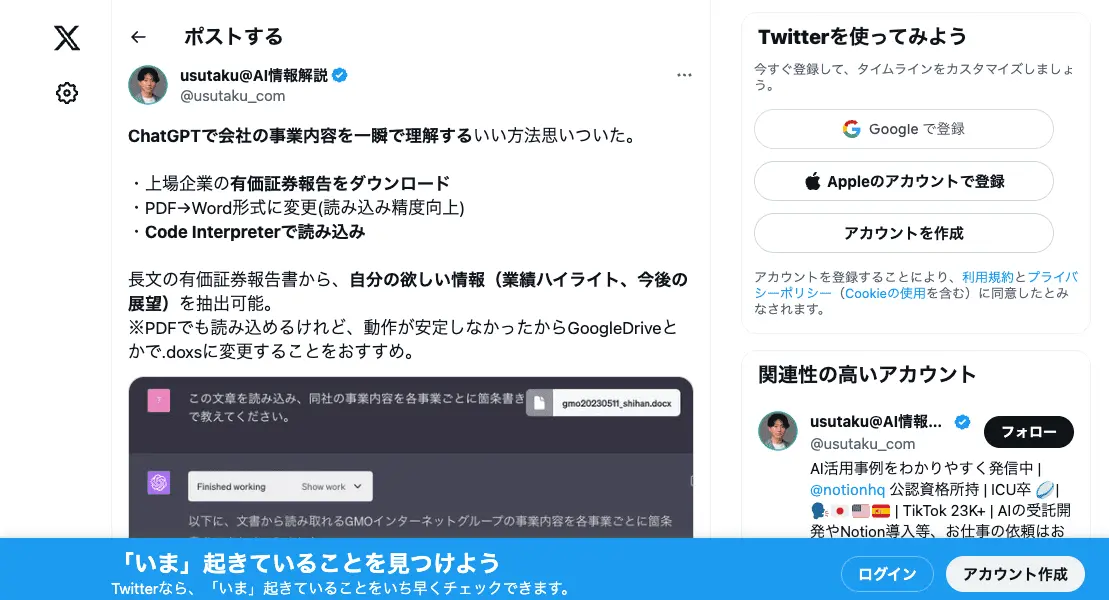 ポストする
usutaku@AI情報解説
@usutaku_com
ChatGPTで会社の事業内容を一瞬で理解するいい方法思いついた。
・上場企業の有価証券報告をダウンロード
・PDF→Word形式に変更(読み込み精度向上)
・Code Interpreterで読み込み
長文の有価証券報告書から、自分の欲しい情報（業績ハイライト、今後の
展望）を抽出可能。
※PDFでも読み込めるけれど、動作が安定しなかったからGoogleDriveと
かで.doxsに変更することをおすすめ。
この文章を読み込み、同社の事業内容を各事業ごとに箇条書き
で教えてください。
gmo20230511_shihan.docx
Finished working Show work
以下に、文書から読み取れるGMOインターネットグループの事業内容を各事業ごとに箇条
Twitterを使ってみよう
今すぐ登録して、タイムラインをカスタマイズしましょ
う。
Google で登録
Appleのアカウントで登録
アカウントを作成
アカウントを登録することにより、利用規約とプライバ
シーポリシー（Cookieの使用を含む）に同意したとみ
なされます。
関連性の高いアカウント
usutaku@AI情報...
@usutaku_com
フォロー
AI活用事例をわかりやすく発信中 |
@notionhq 公認資格所持 | ICU卒 🏉|
🗣️🇯🇵🇺🇸🇪🇸 | TikTok 23K+ | AIの受託開
発やNotion導入等、お仕事の依頼はお
「いま」起きていることを見つけよう
Twitterなら、「いま」起きていることをいち早くチェックできます。
ログイン
アカウント作成